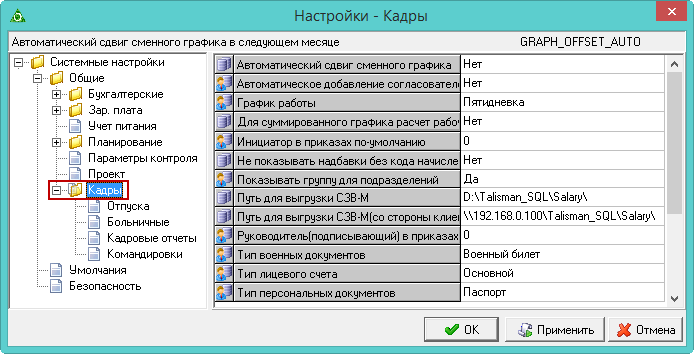 Настройки - Кадры
Автоматический сдвиг сменного графика в следующем месяце GRAPH_OFFSET_AUTO
Системные настройки
Общие
Бухгалтерские
Зар. плата
Учет питания
Планирование
Параметры контроля
Проект
Кадры
Отпуска
Больничные
Кадровые отчеты
Командировки
Умолчания
Безопасность
Автоматический сдвиг сменного графика Нет
Автоматическое добавление согласовател Нет
График работы Пятидневка
Для суммированного графика расчет рабоч Нет
Инициатор в приказах по-умолчанию 0
Не показывать надбавки без кода начисле Нет
Показывать группу для подразделений Да
Путь для выгрузки СЗВ-М D:\Talisman_SQL\Salary\
Путь для выгрузки СЗВ-М(со стороны клиен \\192.168.0.100\Talisman_SQL\Salary\
Руководитель(подписывающий) в приказах 0
Тип военных документов Военный билет
Тип лицевого счета Основной
Тип персональных документов Паспорт
OK Применить Отмена